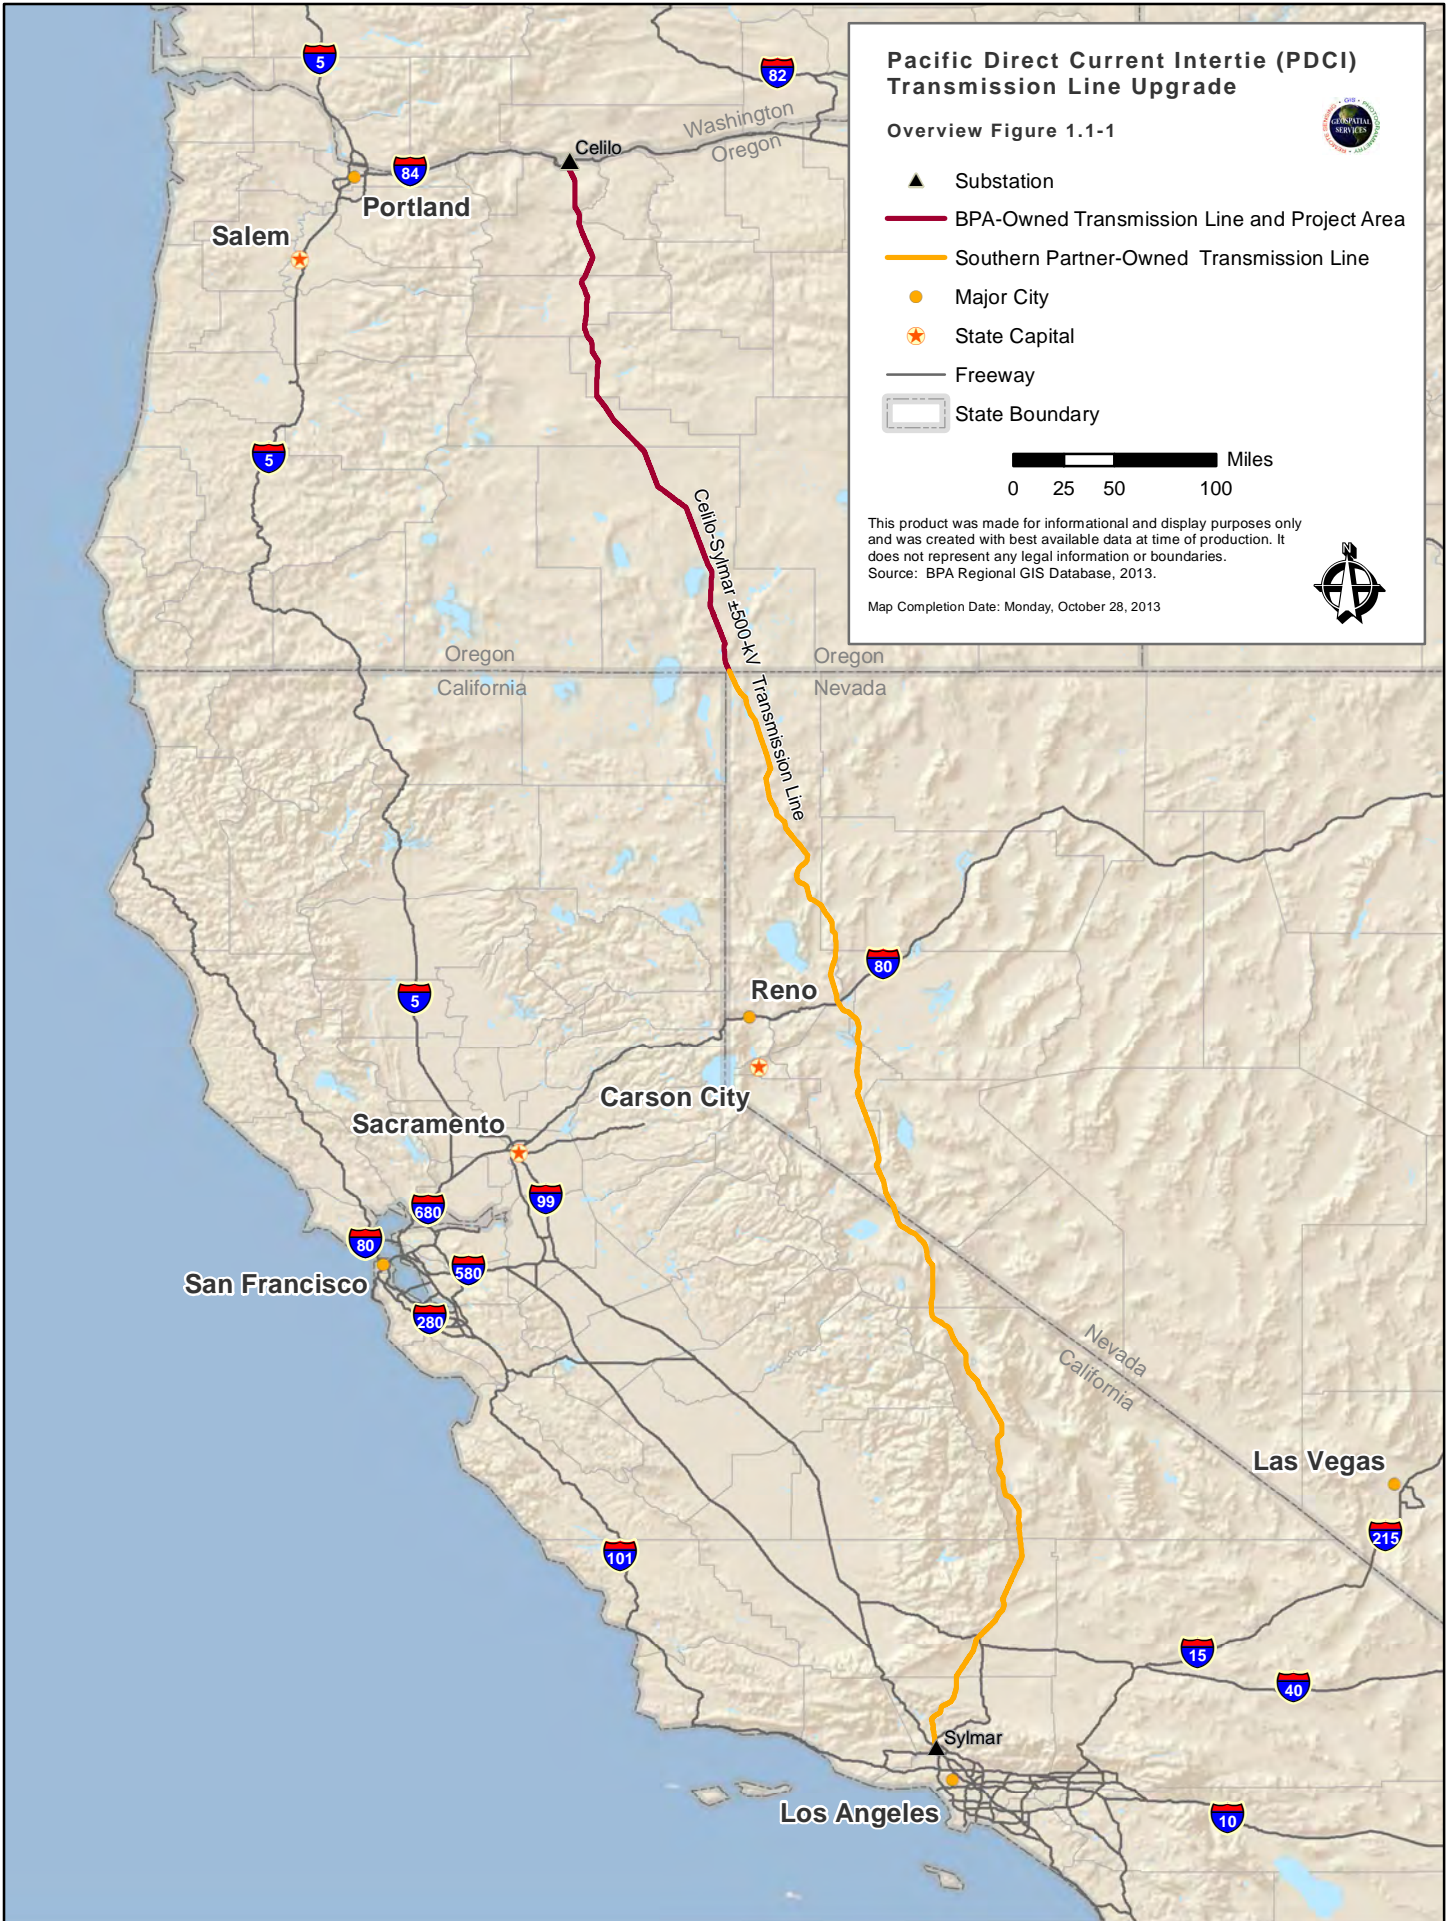 Pacific Direct Current Intertie (PDCI)
Transmission Line Upgrade
Overview Figure 1.1-1
REMOTE SENSING • GIS • PHOTOGRAMMETRY •
GEOSPATIAL
SERVICES
Substation
BPA-Owned Transmission Line and Project Area
Southern Partner-Owned Transmission Line
Major City
State Capital
Freeway
State Boundary
Miles
0 25 50 100
This product was made for informational and display purposes only
and was created with best available data at time of production. It
does not represent any legal information or boundaries.
Source: BPA Regional GIS Database, 2013.
Map Completion Date: Monday, October 28, 2013
N
5
82
Washington
Oregon
Celilo
84
Portland
Salem
5
Celilo-Sylmar ±500-kV Transmission Line
Oregon
California
Oregon
Nevada
80
Reno
5
Carson City
Sacramento
99
680
80
580
San Francisco
280
Nevada
California
Las Vegas
215
101
15
40
Sylmar
Los Angeles
10